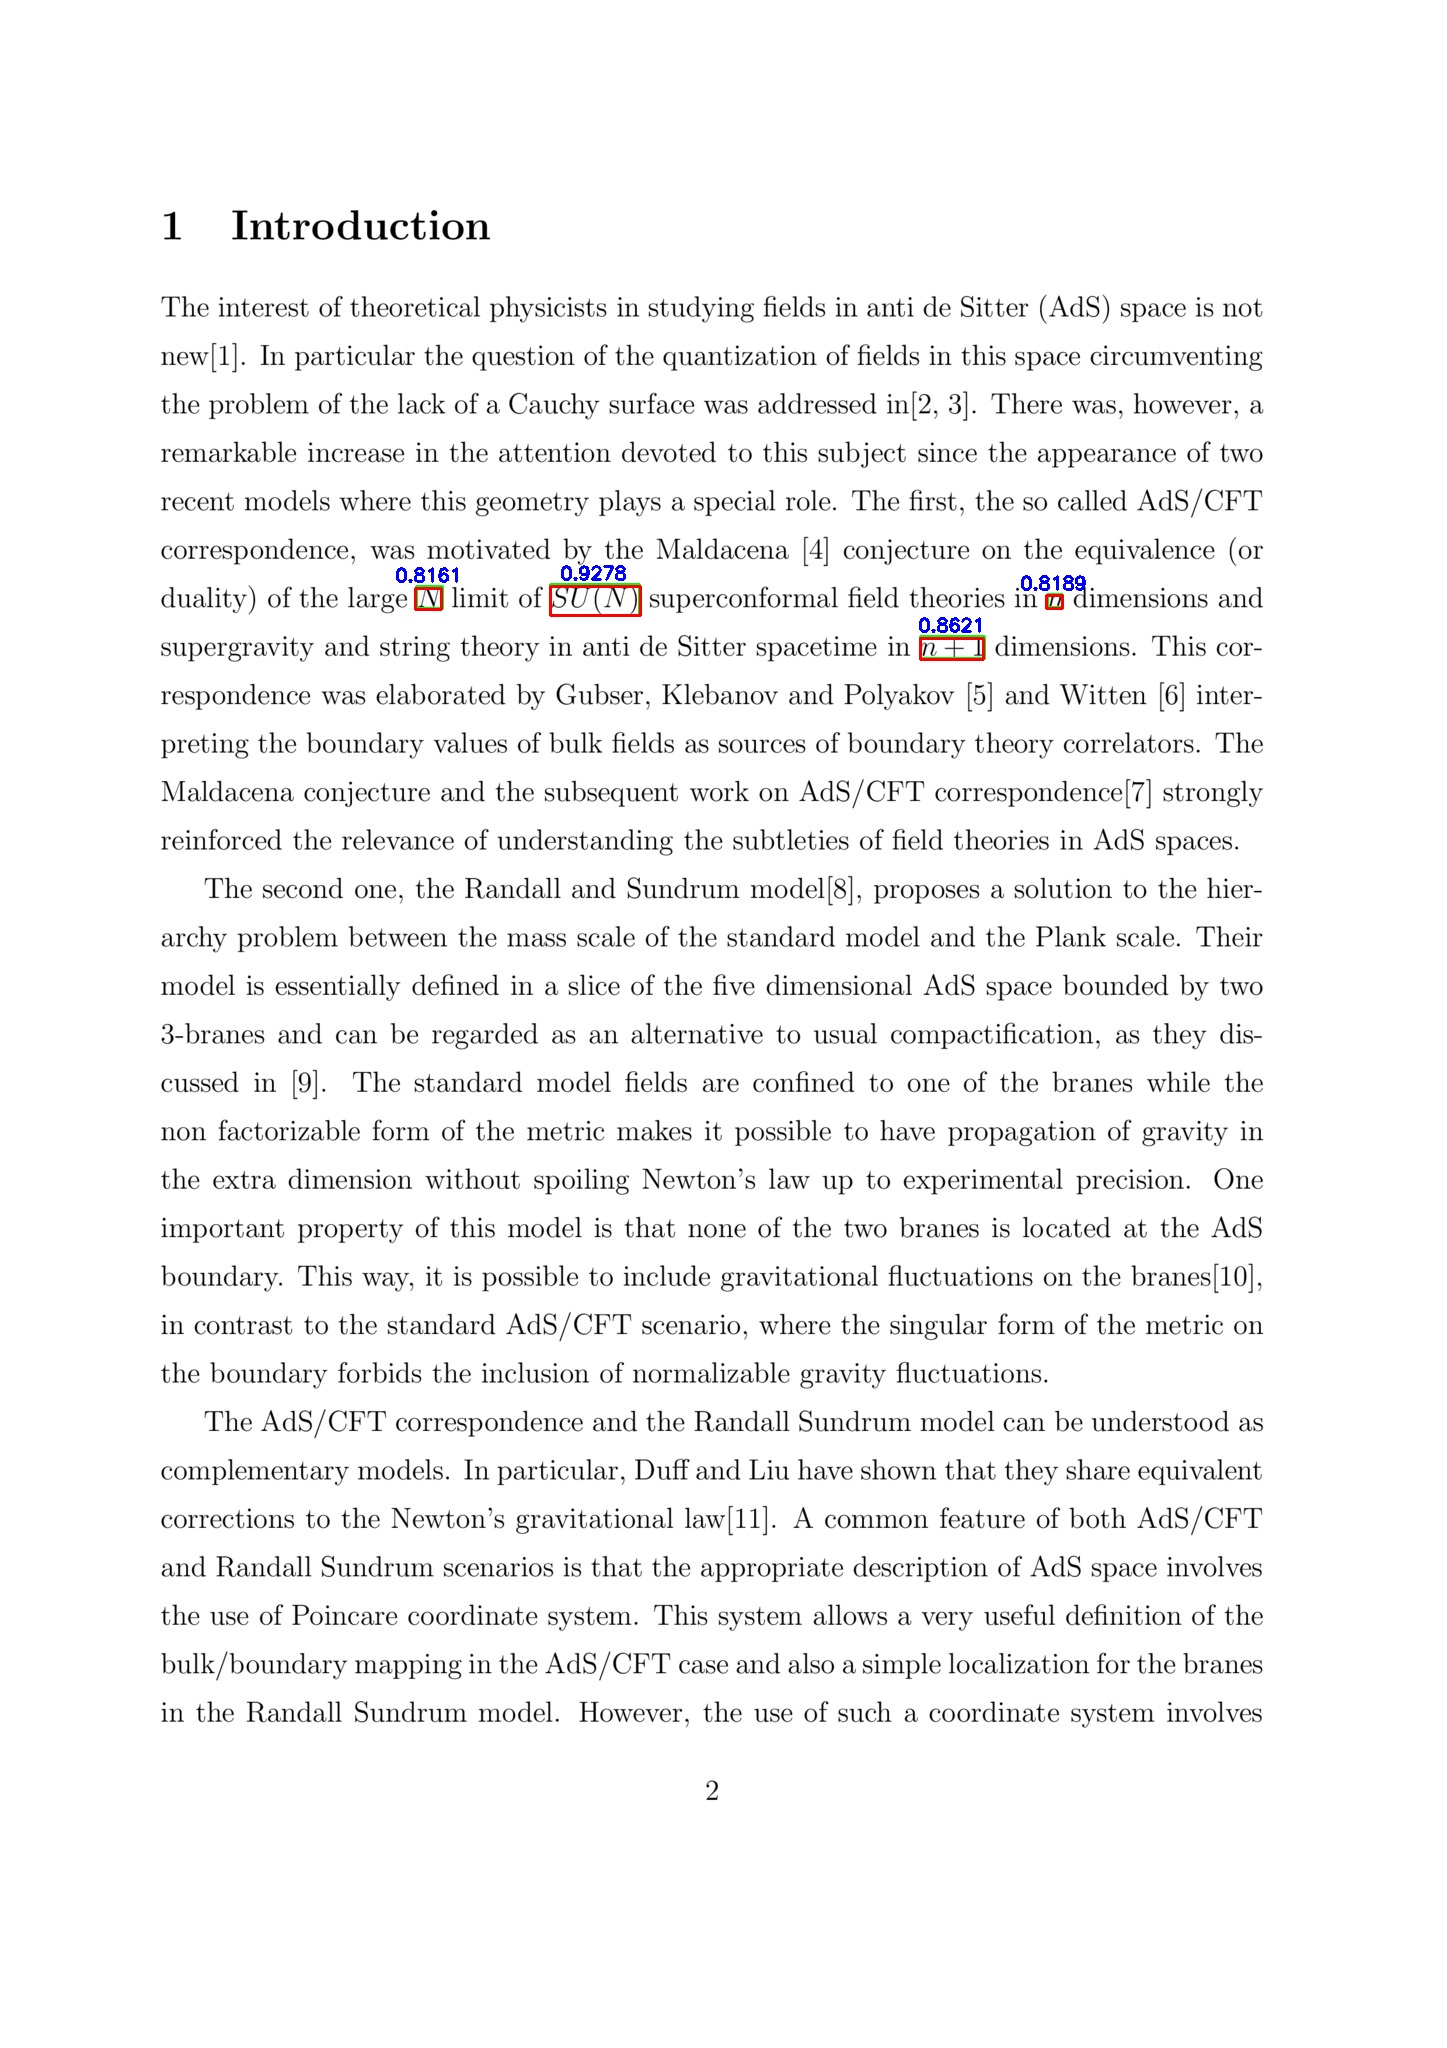 1 Introduction
The interest of theoretical physicists in studying fields in anti de Sitter (AdS) space is not
new[1]. In particular the question of the quantization of fields in this space circumventing
the problem of the lack of a Cauchy surface was addressed in[2, 3]. There was, however, a
remarkable increase in the attention devoted to this subject since the appearance of two
recent models where this geometry plays a special role. The first, the so called AdS/CFT
correspondence, was motivated by the Maldacena [4] conjecture on the equivalence (or
0.8161 0.9278 0.8189
duality) of the large N limit of SU(N) superconformal field theories in n dimensions and
0.8621
supergravity and string theory in anti de Sitter spacetime in n + 1 dimensions. This cor-
respondence was elaborated by Gubser, Klebanov and Polyakov [5] and Witten [6] inter-
preting the boundary values of bulk fields as sources of boundary theory correlators. The
Maldacena conjecture and the subsequent work on AdS/CFT correspondence[7] strongly
reinforced the relevance of understanding the subtleties of field theories in AdS spaces.
The second one, the Randall and Sundrum model[8], proposes a solution to the hier-
archy problem between the mass scale of the standard model and the Plank scale. Their
model is essentially defined in a slice of the five dimensional AdS space bounded by two
3-branes and can be regarded as an alternative to usual compactification, as they dis-
cussed in [9]. The standard model fields are confined to one of the branes while the
non factorizable form of the metric makes it possible to have propagation of gravity in
the extra dimension without spoiling Newton's law up to experimental precision. One
important property of this model is that none of the two branes is located at the AdS
boundary. This way, it is possible to include gravitational fluctuations on the branes[10],
in contrast to the standard AdS/CFT scenario, where the singular form of the metric on
the boundary forbids the inclusion of normalizable gravity fluctuations.
The AdS/CFT correspondence and the Randall Sundrum model can be understood as
complementary models. In particular, Duff and Liu have shown that they share equivalent
corrections to the Newton's gravitational law[11]. A common feature of both AdS/CFT
and Randall Sundrum scenarios is that the appropriate description of AdS space involves
the use of Poincare coordinate system. This system allows a very useful definition of the
bulk/boundary mapping in the AdS/CFT case and also a simple localization for the branes
in the Randall Sundrum model. However, the use of such a coordinate system involves
2